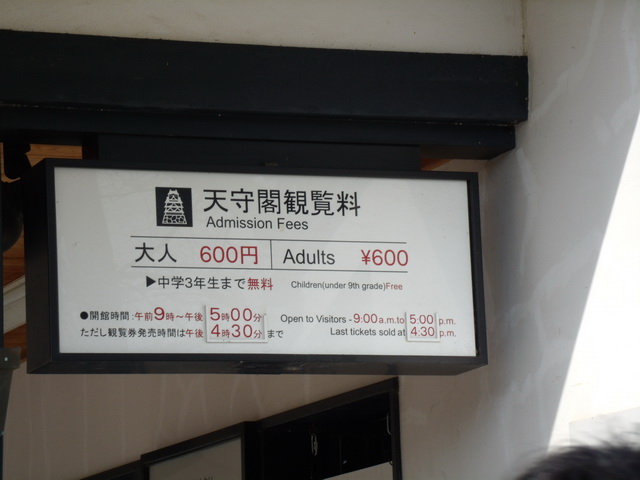 天守閣観覧料
Admission Fees
大人 600円 Adults ¥600
▶中学3年生まで無料 Children(under 9th grade)Free
●開館時間:午前9時～午後5時00分 Open to Visitors - 9:00a.m.to 5:00 p.m.
ただし観覧券発売時間は午後4時30分まで Last tickets sold at 4:30 p.m.